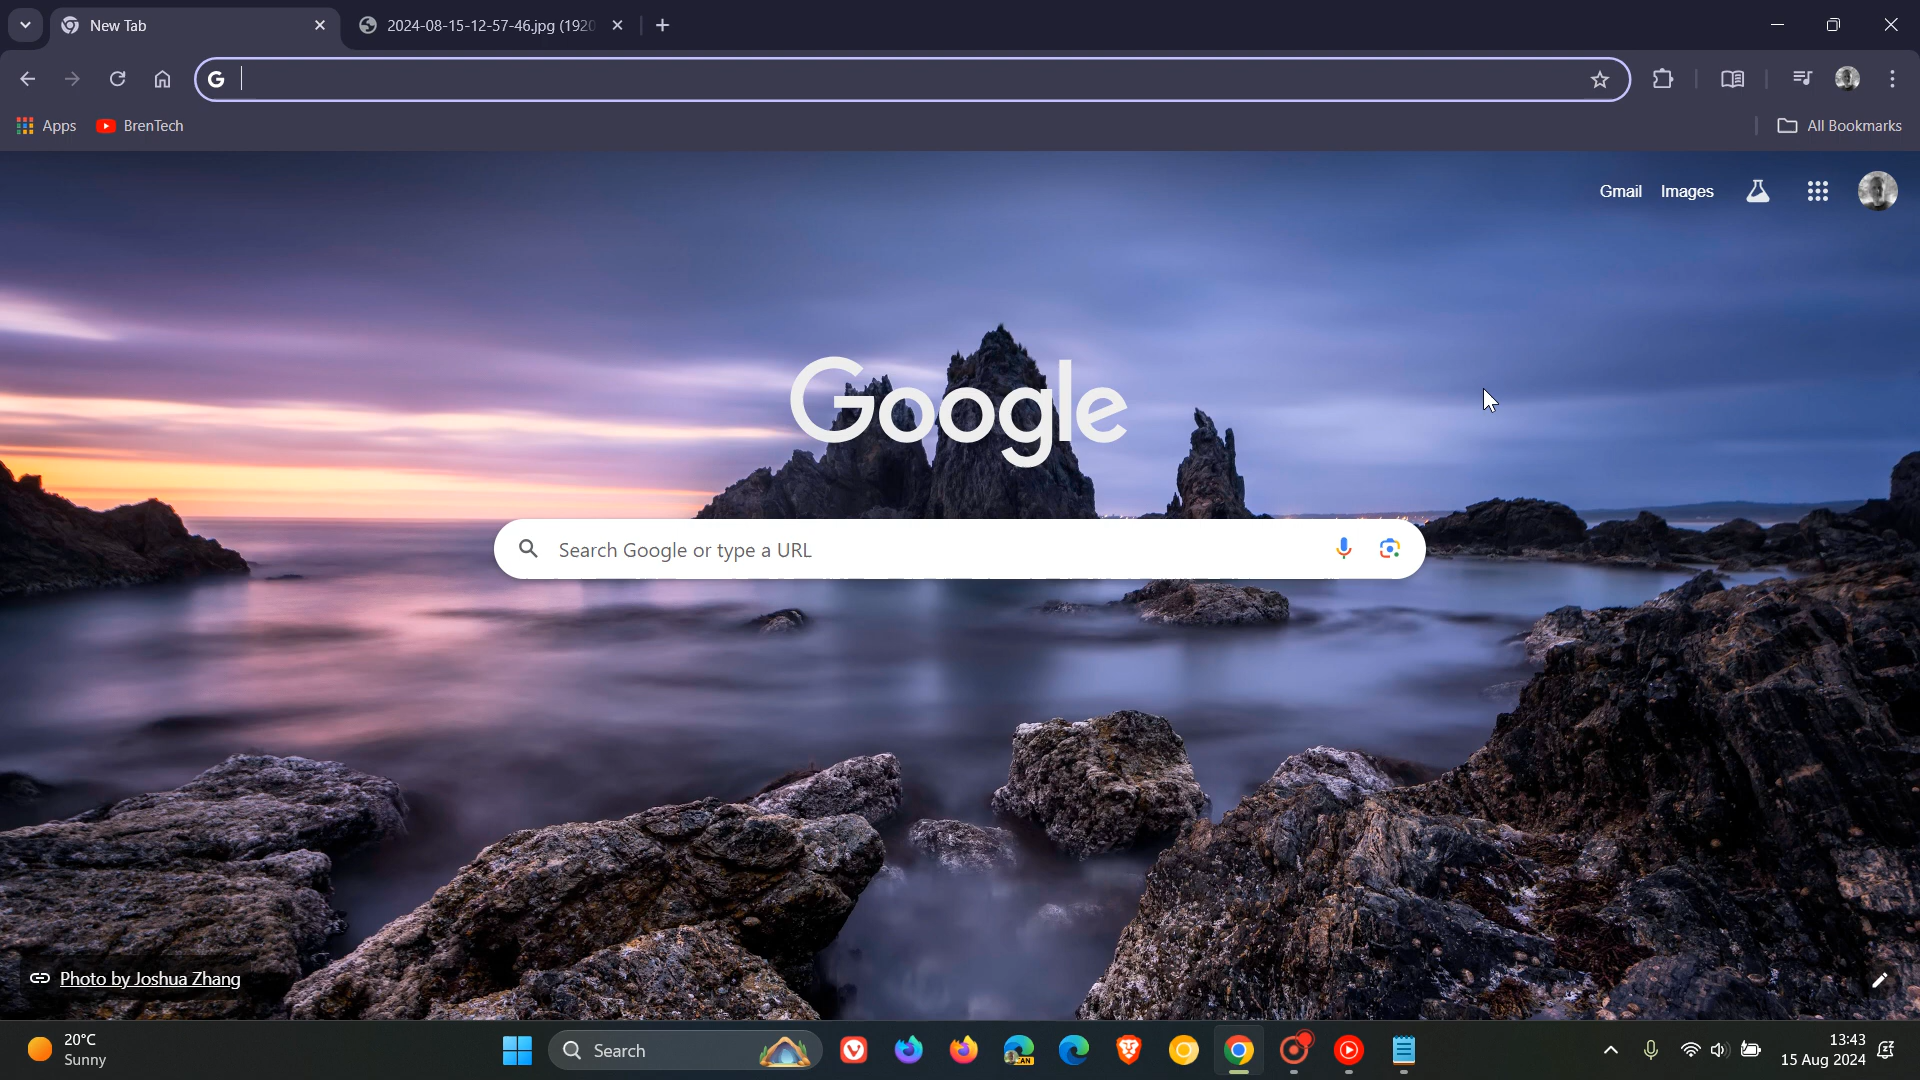 New Tab
2024-08-15-12-57-46.jpg (1920
Apps
BrenTech
All Bookmarks
Gmail
Images
Google
Search Google or type a URL
Photo by Joshua Zhang
20°C
Sunny
Search
CAN
13:43
15 Aug 2024